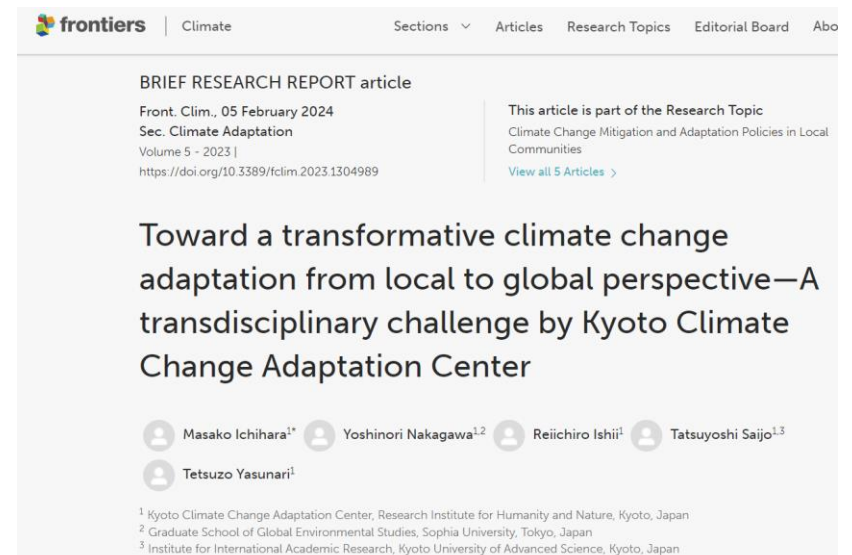 frontiers | Climate Sections Articles Research Topics Editorial Board Abo
BRIEF RESEARCH REPORT article
Front. Clim., 05 February 2024
Sec. Climate Adaptation
Volume 5 - 2023 |
https://doi.org/10.3389/fclim.2023.1304989
This article is part of the Research Topic
Climate Change Mitigation and Adaptation Policies in Local
Communities
View all 5 Articles >
Toward a transformative climate change
adaptation from local to global perspective—A
transdisciplinary challenge by Kyoto Climate
Change Adaptation Center
Masako Ichihara1* Yoshinori Nakagawa1,2 Reiichiro Ishii1 Tatsuyoshi Saijo1,3
Tetsuzo Yasunari1
1 Kyoto Climate Change Adaptation Center, Research Institute for Humanity and Nature, Kyoto, Japan
2 Graduate School of Global Environmental Studies, Sophia University, Tokyo, Japan
3 Institute for International Academic Research, Kyoto University of Advanced Science, Kyoto, Japan